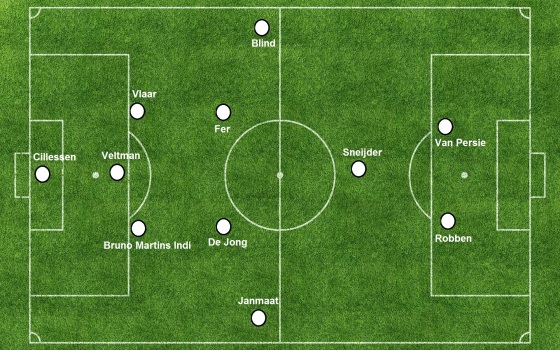 Blind
Vlaar
Fer
Sneijder
Van Persie
Cillessen
Veltman
Bruno Martins Indi
De Jong
Robben
Janmaat